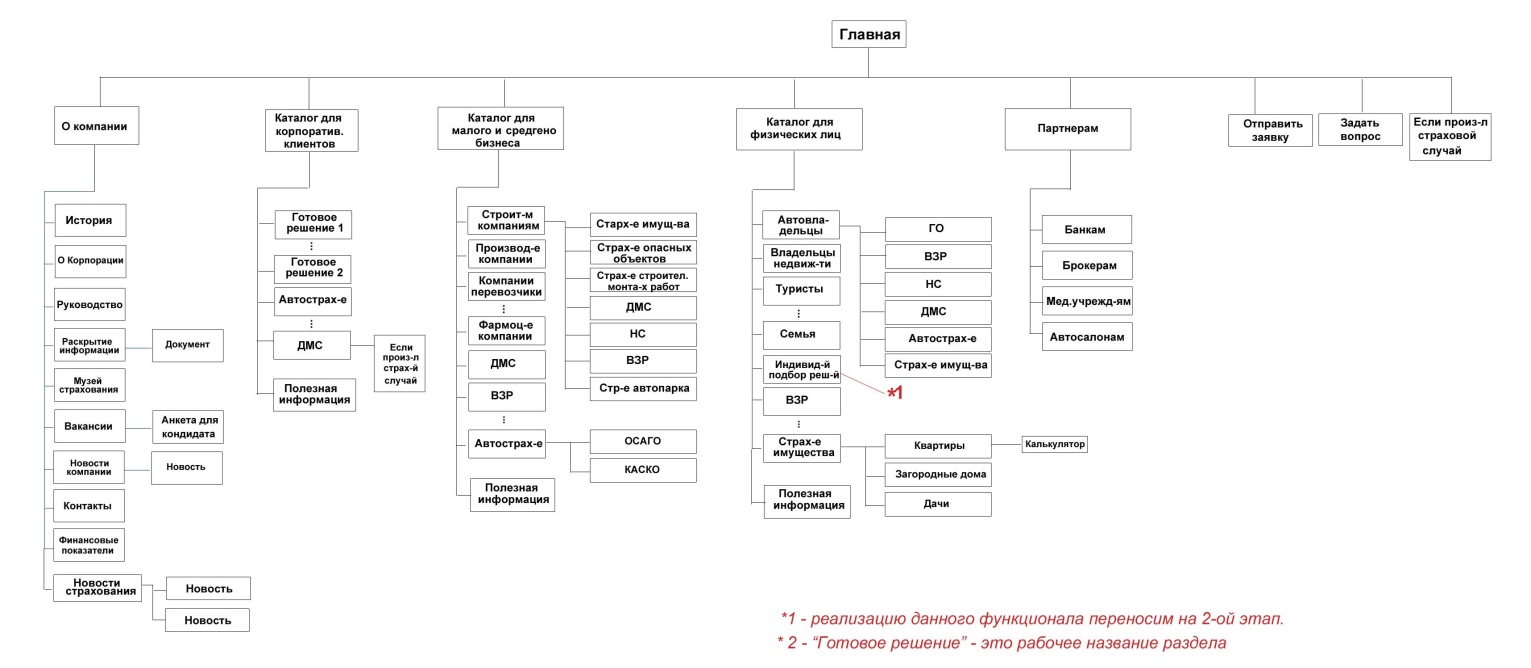 Главная
О компании
Каталог для
корпоратив.
клиентов
Каталог для
малого и средгено
бизнеса
Каталог для
физических лиц
Партнерам
Отправить
заявку
Задать
вопрос
Если произ-л
страховой
случай
История
О Корпорации
Руководство
Раскрытие
информации
Документ
Музей
страхования
Вакансии
Анкета для
кондидата
Новости
компании
Новость
Контакты
Финансовые
показатели
Новости
страхования
Новость
Новость
Готовое
решение 1
...
Готовое
решение 2
Автострах-е
...
ДМС
Если
произ-л
страх-й
случай
Полезная
информация
Строит-м
компаниям
Старх-е имущ-ва
Страх-е опасных
объектов
Страх-е строител.
монта-х работ
ДМС
НС
ВЗР
Стр-е автопарка
Производ-е
компании
Компании
перевозчики
...
Фармоц-е
компании
ДМС
ВЗР
...
Автострах-е
ОСАГО
КАСКО
Полезная
информация
Автовла-
дельцы
ГО
ВЗР
НС
ДМС
Автострах-е
Страх-е имущ-ва
Владельцы
недвиж-ти
Туристы
...
Семья
Индивид-й
подбор реш-й
*1
ВЗР
...
Страх-е
имущества
Квартиры
Калькулятор
Загородные дома
Дачи
Полезная
информация
Банкам
Брокерам
Мед.учрежд-ям
Автосалонам
*1 - реализацию данного функционала переносим на 2-ой этап.
* 2 - “Готовое решение” - это рабочее название раздела